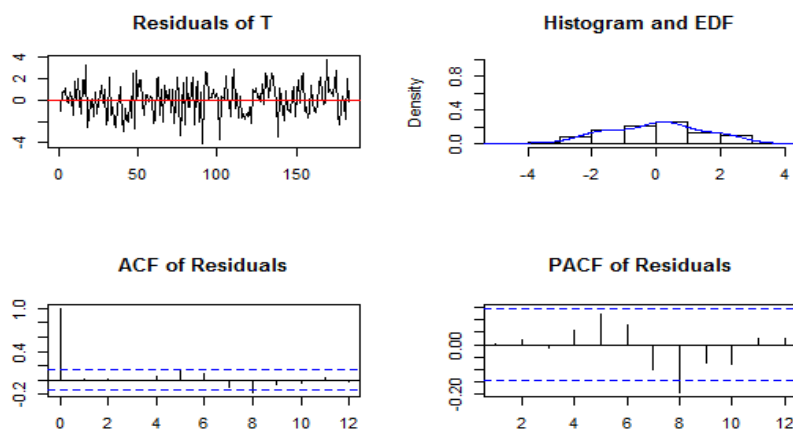 Residuals of T
4
2
0
-4
0 50 100 150
Histogram and EDF
Density
0.8
0.4
0.0
-4 -2 0 2 4
ACF of Residuals
1.0
0.4
-0.2
0 2 4 6 8 10 12
PACF of Residuals
0.00
-0.20
2 4 6 8 10 12